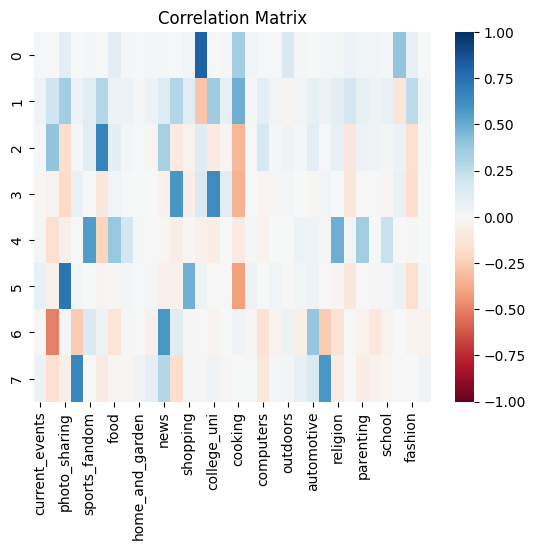 Correlation Matrix
0
1
2
3
4
5
6
7
1.00
0.75
0.50
0.25
0.00
−0.25
−0.50
−0.75
−1.00
current_events
photo_sharing
sports_fandom
food
home_and_garden
news
shopping
college_uni
cooking
computers
outdoors
automotive
religion
parenting
school
fashion